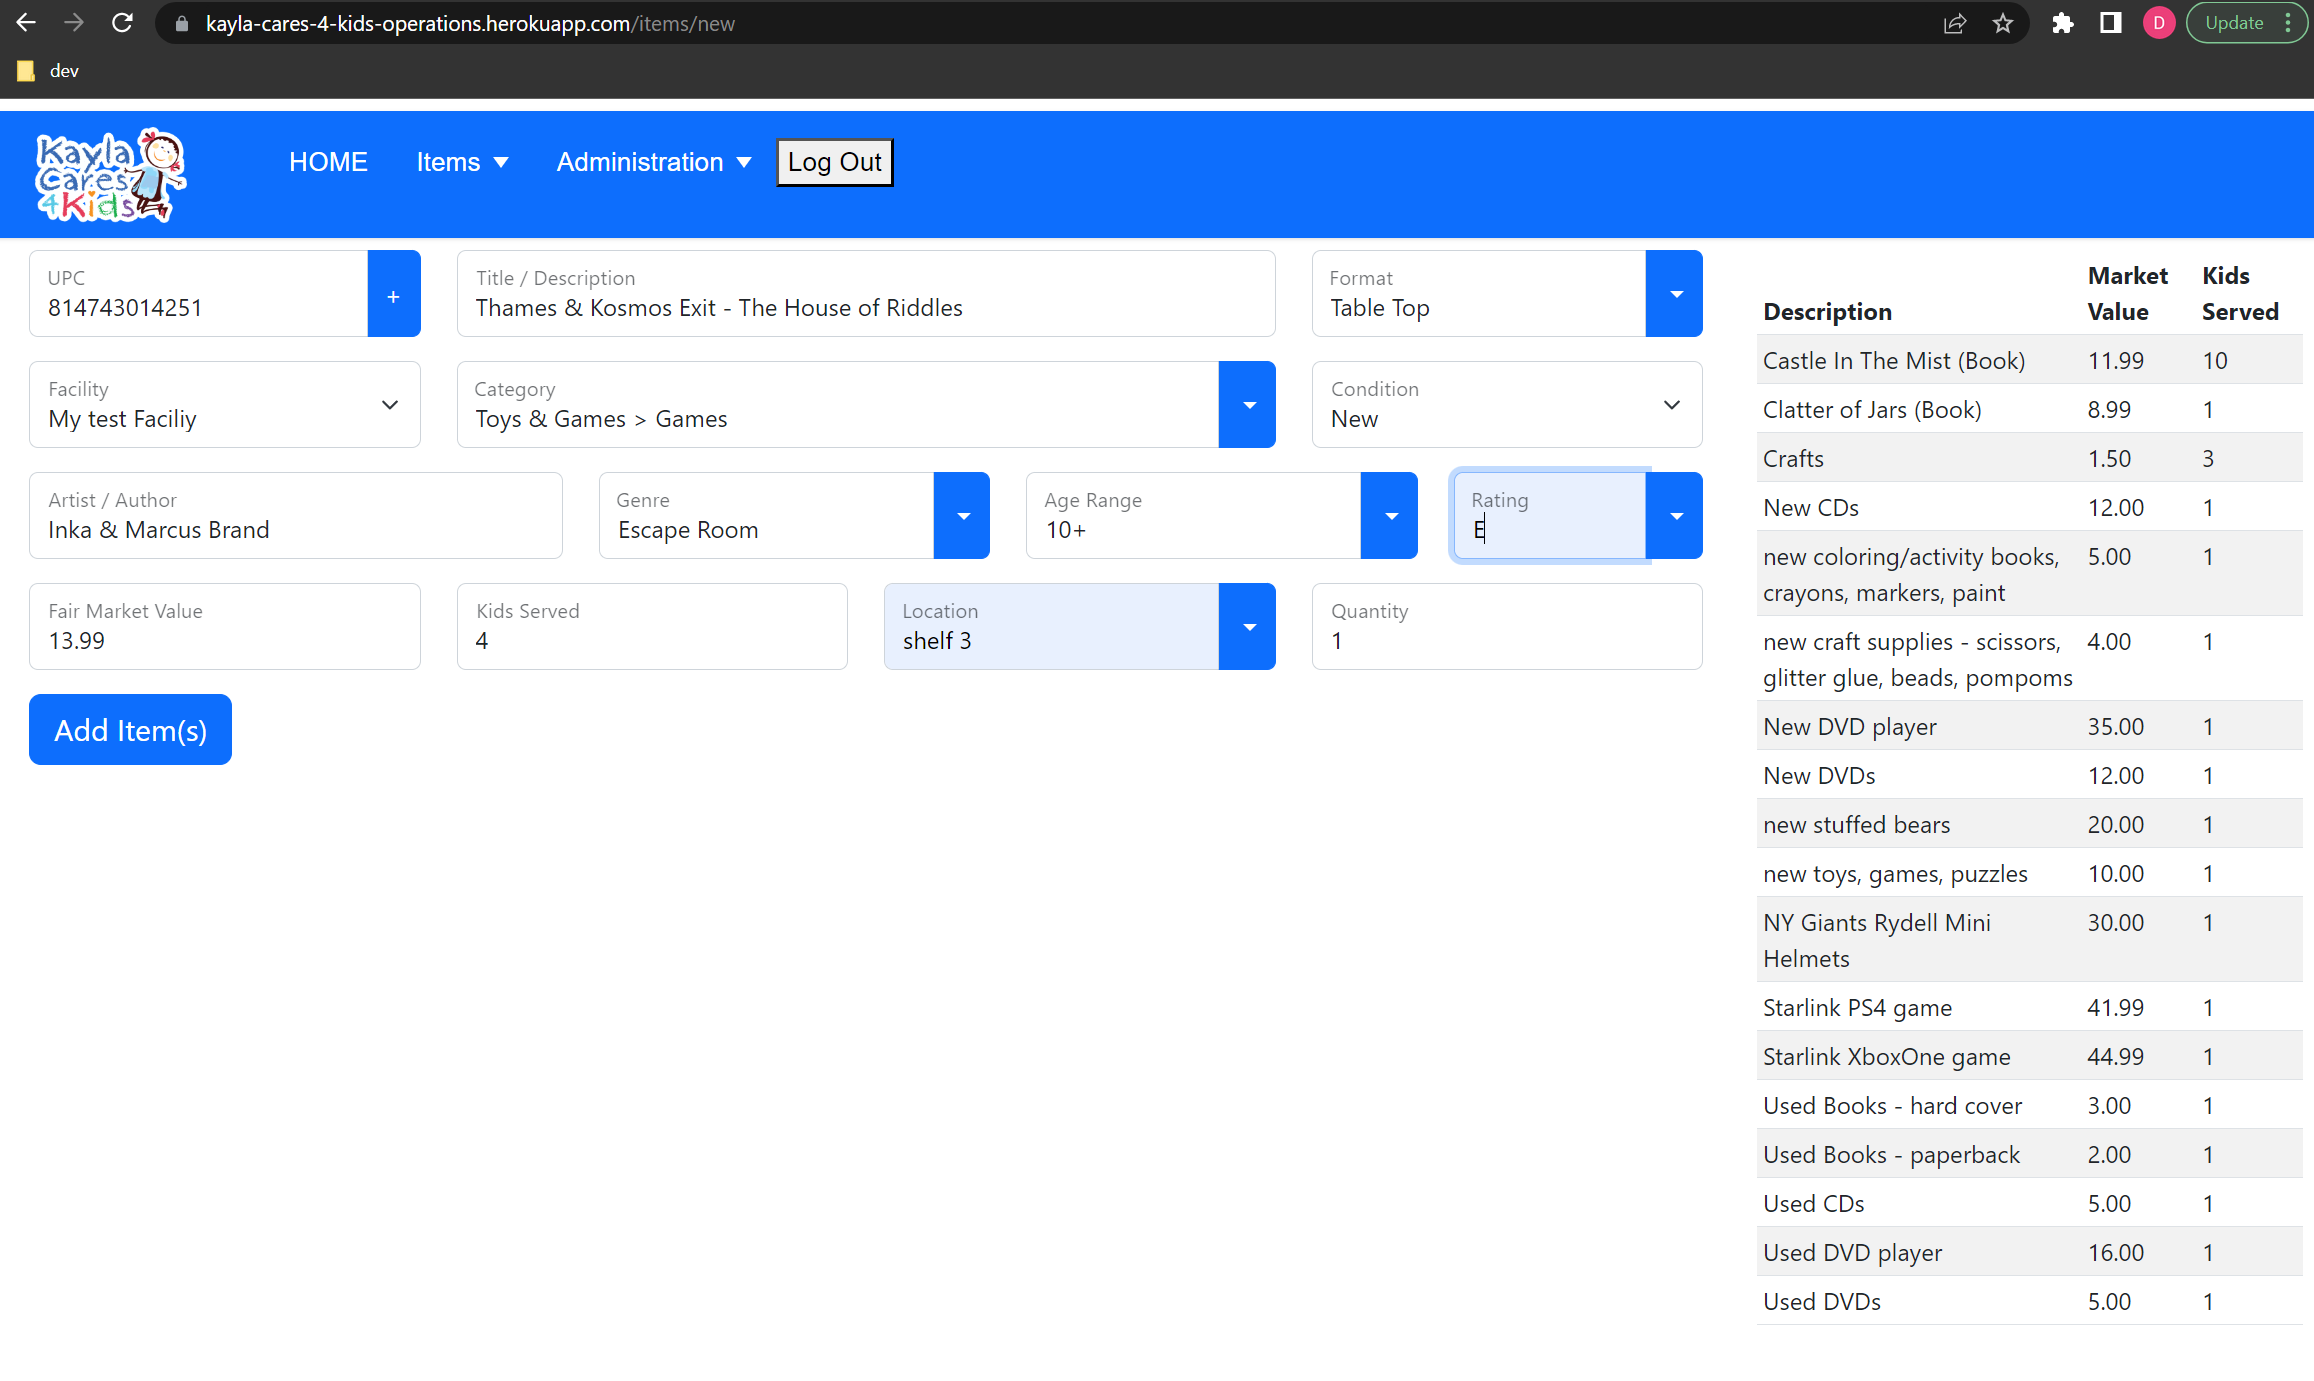 kayla-cares-4-kids-operations.herokuapp.com/items/new
D
Update
dev
Kayla
Cares
4Kids
HOME
Items
Administration
Log Out
UPC
814743014251
+
Title / Description
Thames & Kosmos Exit - The House of Riddles
Format
Table Top
Facility
My test Faciliy
Category
Toys & Games > Games
Condition
New
Artist / Author
Inka & Marcus Brand
Genre
Escape Room
Age Range
10+
Rating
E
Fair Market Value
13.99
Kids Served
4
Location
shelf 3
Quantity
1
Add Item(s)
Description Market Value Kids Served
Castle In The Mist (Book) 11.99 10
Clatter of Jars (Book) 8.99 1
Crafts 1.50 3
New CDs 12.00 1
new coloring/activity books, 5.00 1
crayons, markers, paint
new craft supplies - scissors, 4.00 1
glitter glue, beads, pompoms
New DVD player 35.00 1
New DVDs 12.00 1
new stuffed bears 20.00 1
new toys, games, puzzles 10.00 1
NY Giants Rydell Mini 30.00 1
Helmets
Starlink PS4 game 41.99 1
Starlink XboxOne game 44.99 1
Used Books - hard cover 3.00 1
Used Books - paperback 2.00 1
Used CDs 5.00 1
Used DVD player 16.00 1
Used DVDs 5.00 1